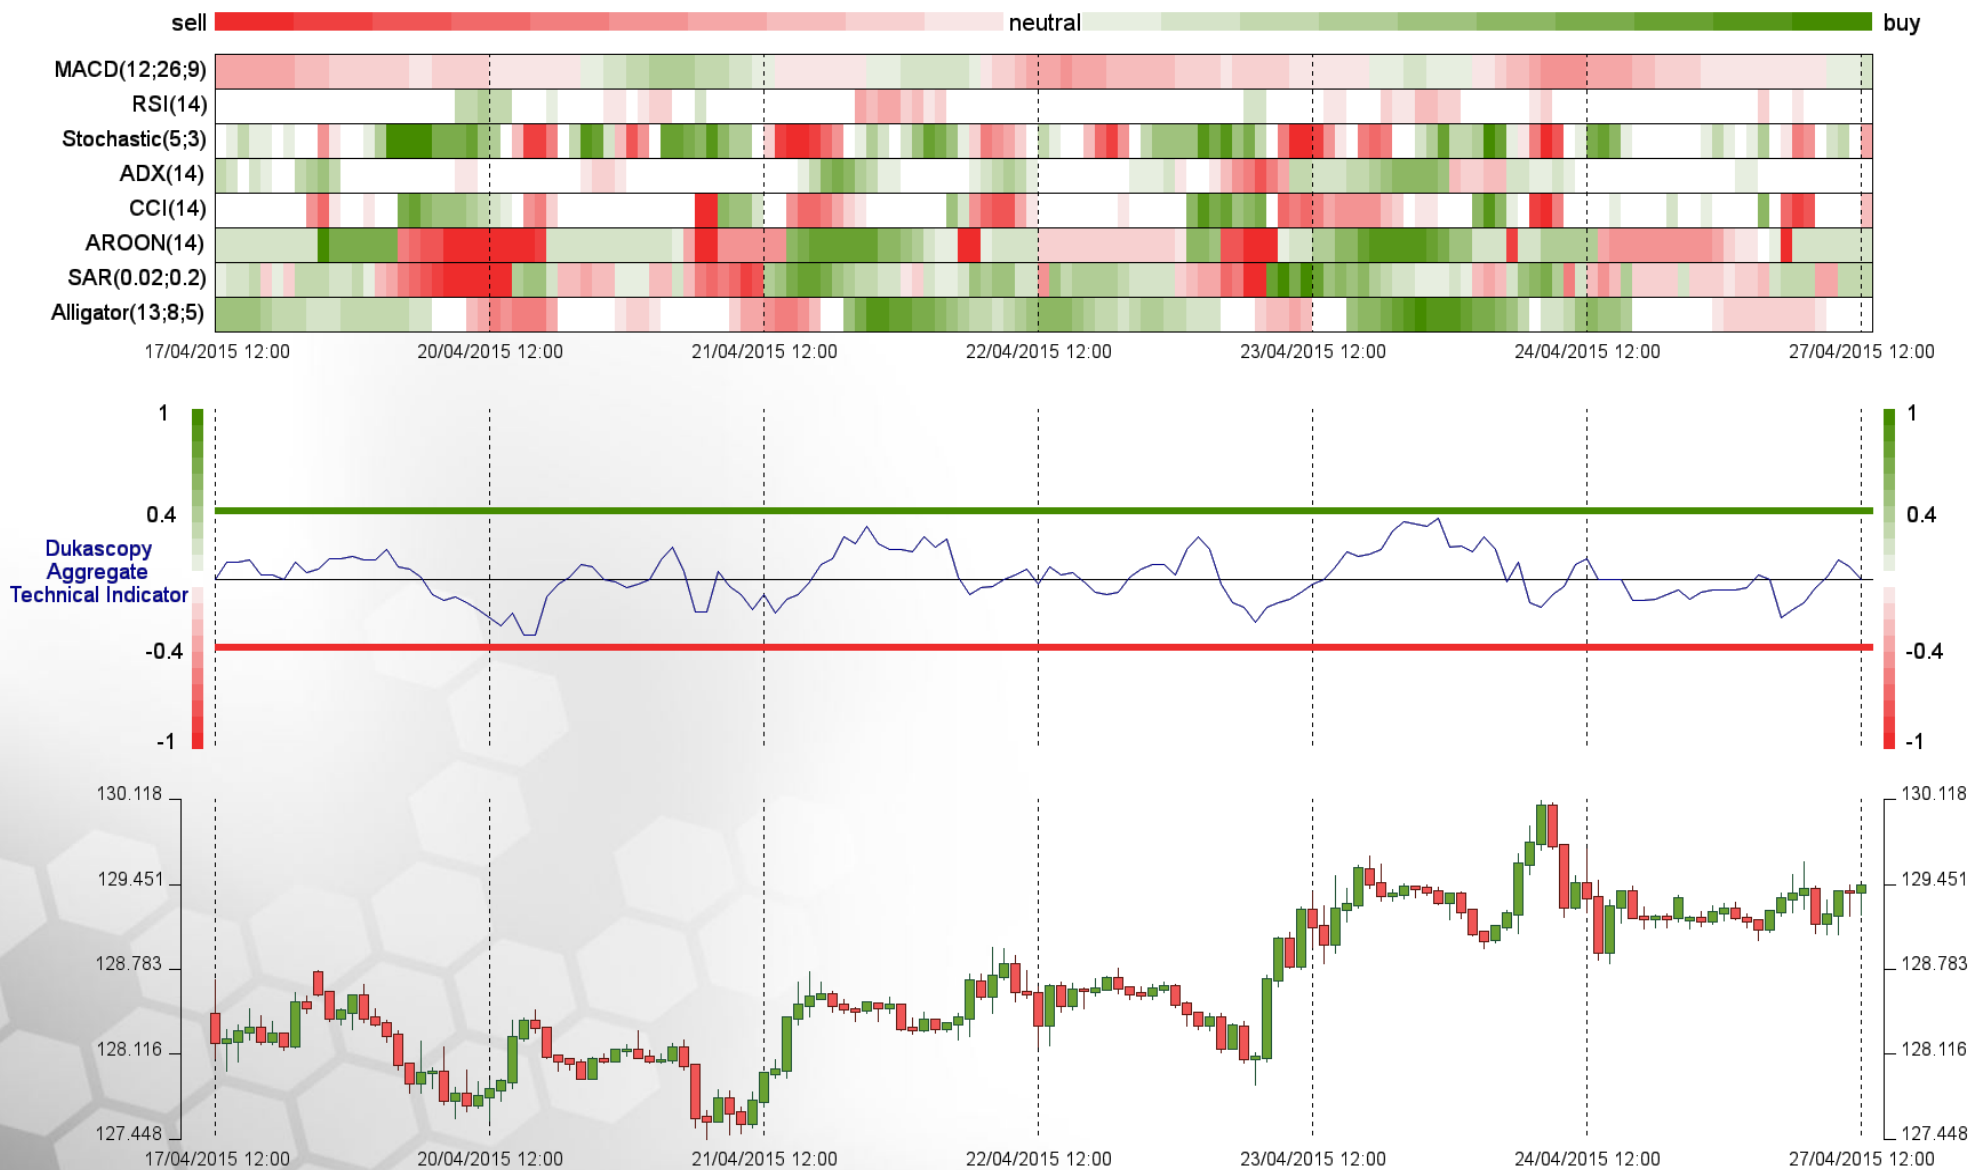 sell neutral buy
MACD(12;26;9)
RSI(14)
Stochastic(5;3)
ADX(14)
CCI(14)
AROON(14)
SAR(0.02;0.2)
Alligator(13;8;5)
17/04/2015 12:00 20/04/2015 12:00 21/04/2015 12:00 22/04/2015 12:00 23/04/2015 12:00 24/04/2015 12:00 27/04/2015 12:00
1 1
0.4 0.4
Dukascopy
Aggregate
Technical Indicator
-0.4 -0.4
-1 -1
130.118 130.118
129.451 129.451
128.783 128.783
128.116 128.116
127.448 127.448
17/04/2015 12:00 20/04/2015 12:00 21/04/2015 12:00 22/04/2015 12:00 23/04/2015 12:00 24/04/2015 12:00 27/04/2015 12:00